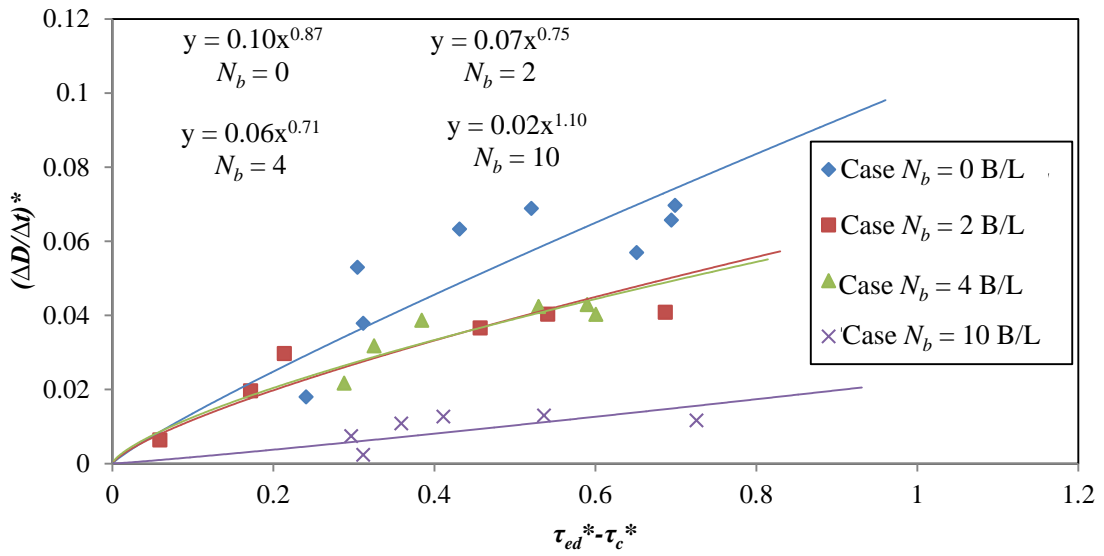 0.12
0.1
0.08
0.06
0.04
0.02
0
(ΔD/Δt)*
y = 0.10x^0.87
N_b = 0
y = 0.07x^0.75
N_b = 2
y = 0.06x^0.71
N_b = 4
y = 0.02x^1.10
N_b = 10
Case N_b = 0 B/L
Case N_b = 2 B/L
Case N_b = 4 B/L
Case N_b = 10 B/L
0 0.2 0.4 0.6 0.8 1 1.2
τ_ed*-τ_c*